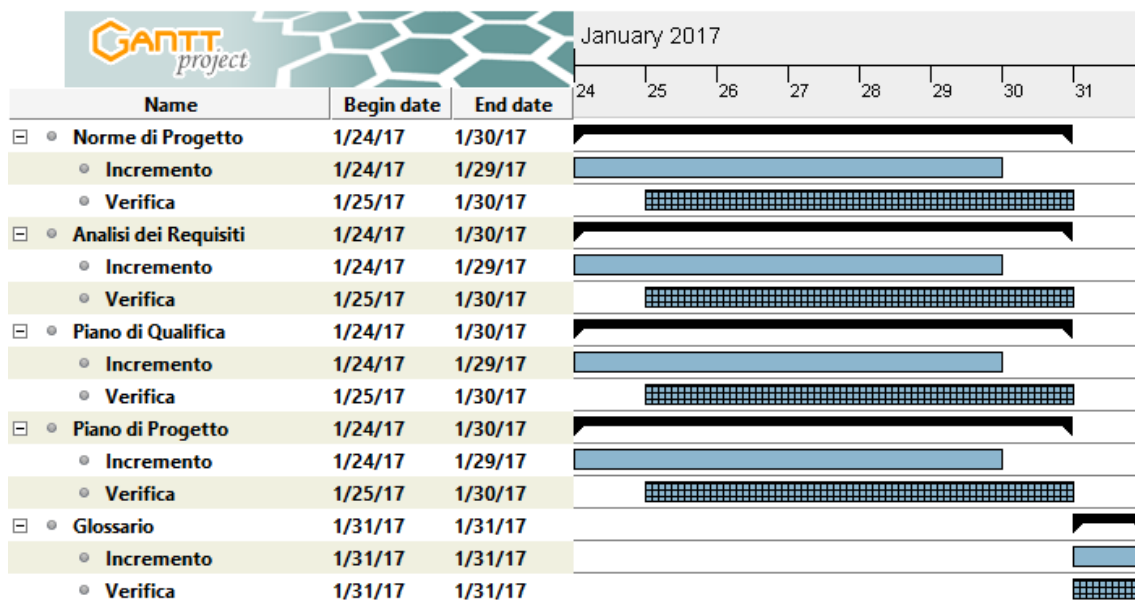 GANTT
project
January 2017
24 25 26 27 28 29 30 31
Name Begin date End date
Norme di Progetto 1/24/17 1/30/17
Incremento 1/24/17 1/29/17
Verifica 1/25/17 1/30/17
Analisi dei Requisiti 1/24/17 1/30/17
Incremento 1/24/17 1/29/17
Verifica 1/25/17 1/30/17
Piano di Qualifica 1/24/17 1/30/17
Incremento 1/24/17 1/29/17
Verifica 1/25/17 1/30/17
Piano di Progetto 1/24/17 1/30/17
Incremento 1/24/17 1/29/17
Verifica 1/25/17 1/30/17
Glossario 1/31/17 1/31/17
Incremento 1/31/17 1/31/17
Verifica 1/31/17 1/31/17